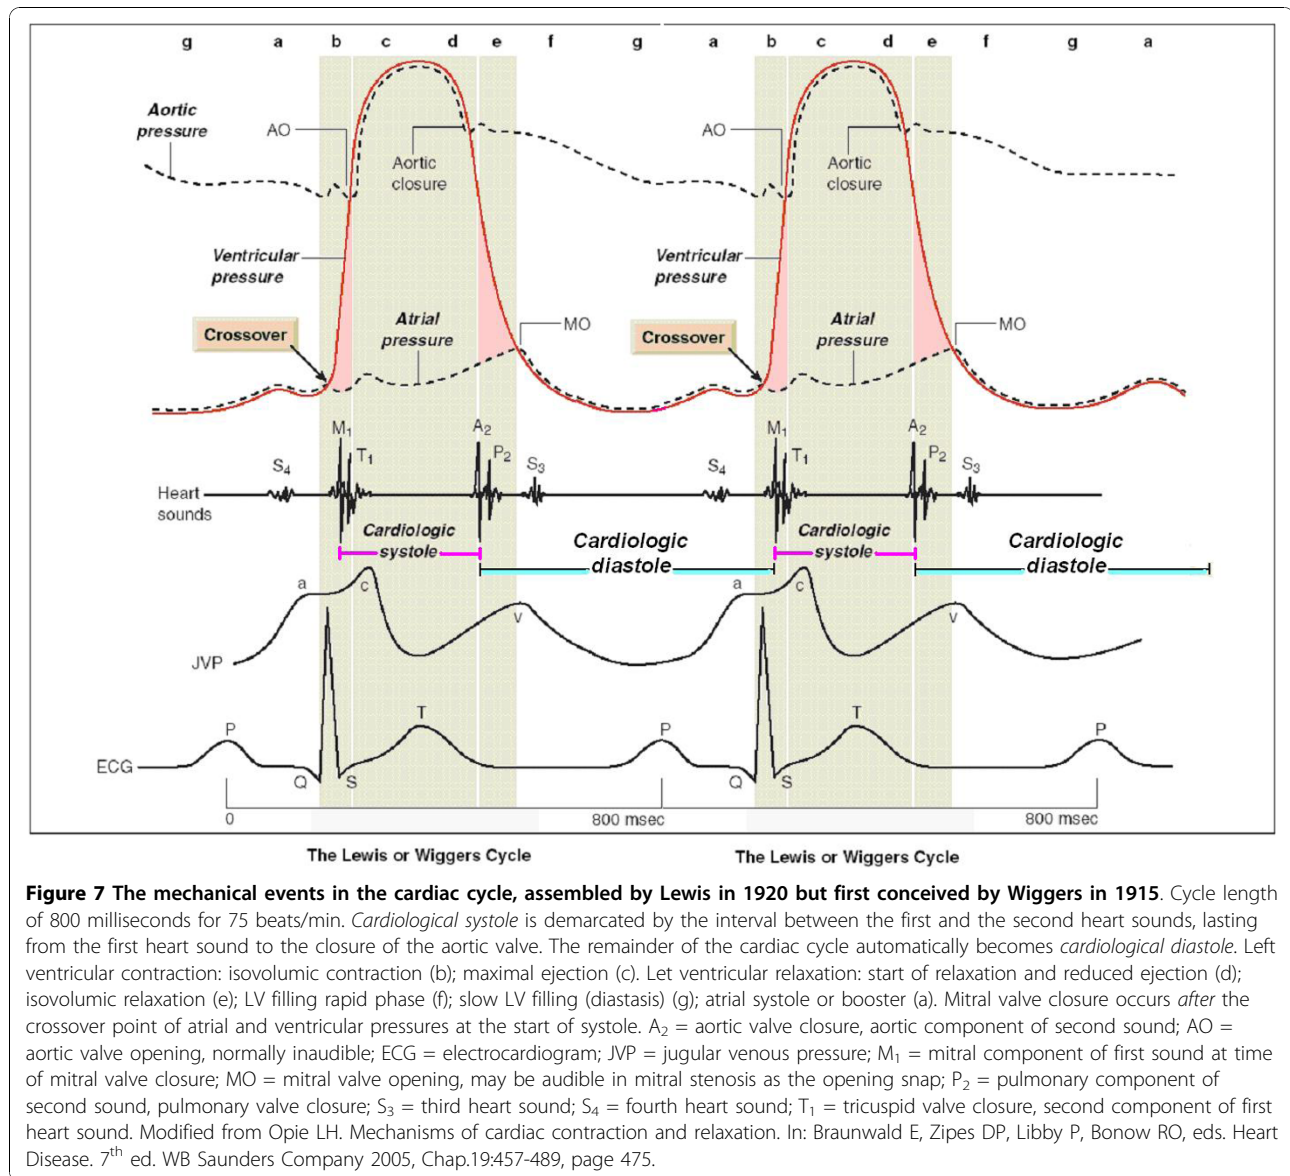 g a b c d e f g a b c d e f g a
Aortic
pressure
AO
Aortic
closure
AO
Aortic
closure
Ventricular
pressure
Ventricular
pressure
Crossover
Atrial
pressure
MO
Crossover
Atrial
pressure
MO
Heart
sounds
S4
M1
T1
A2
P2
S3
S4
M1
T1
A2
P2
S3
Cardiologic
systole
Cardiologic
diastole
Cardiologic
systole
Cardiologic
diastole
JVP
a
c
v
a
c
v
ECG
P
Q
S
T
P
Q
S
T
P
0
800 msec
800 msec
The Lewis or Wiggers Cycle
The Lewis or Wiggers Cycle
Figure 7 The mechanical events in the cardiac cycle, assembled by Lewis in 1920 but first conceived by Wiggers in 1915. Cycle length
of 800 milliseconds for 75 beats/min. Cardiological systole is demarcated by the interval between the first and the second heart sounds, lasting
from the first heart sound to the closure of the aortic valve. The remainder of the cardiac cycle automatically becomes cardiological diastole. Left
ventricular contraction: isovolumic contraction (b); maximal ejection (c). Let ventricular relaxation: start of relaxation and reduced ejection (d);
isovolumic relaxation (e); LV filling rapid phase (f); slow LV filling (diastasis) (g); atrial systole or booster (a). Mitral valve closure occurs after the
crossover point of atrial and ventricular pressures at the start of systole. A2 = aortic valve closure, aortic component of second sound; AO =
aortic valve opening, normally inaudible; ECG = electrocardiogram; JVP = jugular venous pressure; M1 = mitral component of first sound at time
of mitral valve closure; MO = mitral valve opening, may be audible in mitral stenosis as the opening snap; P2 = pulmonary component of
second sound, pulmonary valve closure; S3 = third heart sound; S4 = fourth heart sound; T1 = tricuspid valve closure, second component of first
heart sound. Modified from Opie LH. Mechanisms of cardiac contraction and relaxation. In: Braunwald E, Zipes DP, Libby P, Bonow RO, eds. Heart
Disease. 7th ed. WB Saunders Company 2005, Chap.19:457-489, page 475.